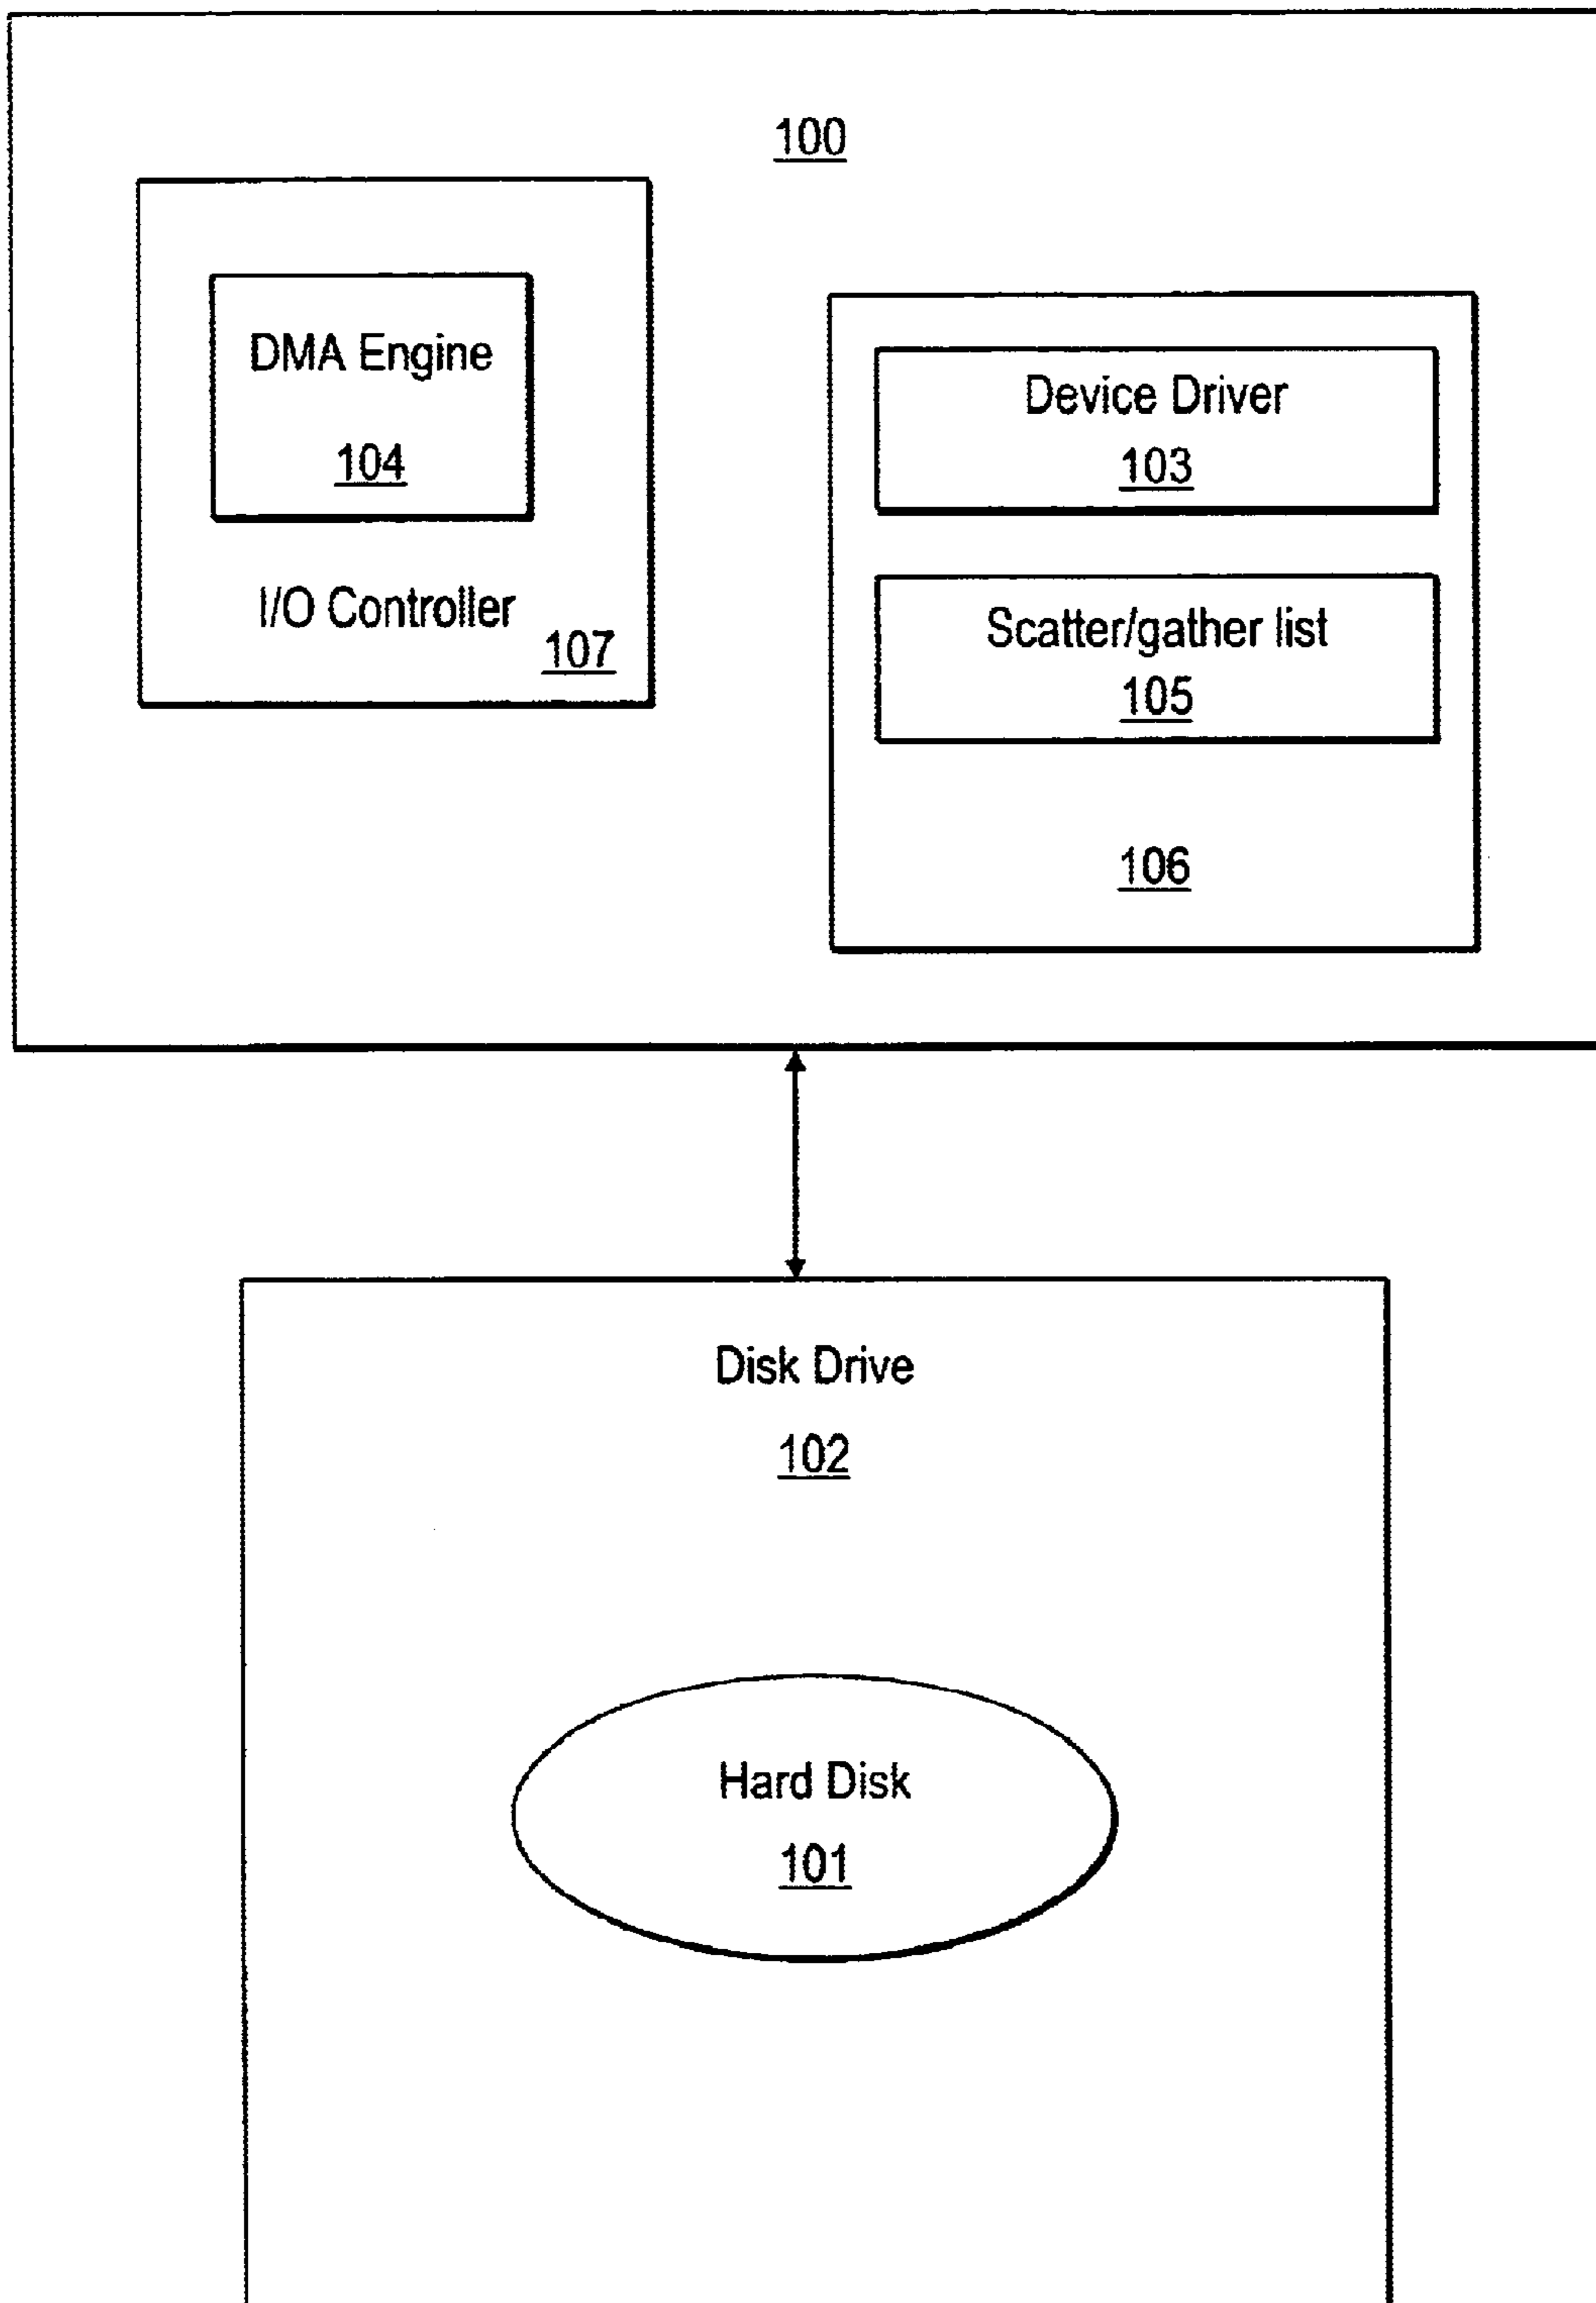 100
DMA Engine
104
I/O Controller
107
Device Driver
103
Scatter/gather list
105
106
Disk Drive
102
Hard Disk
101